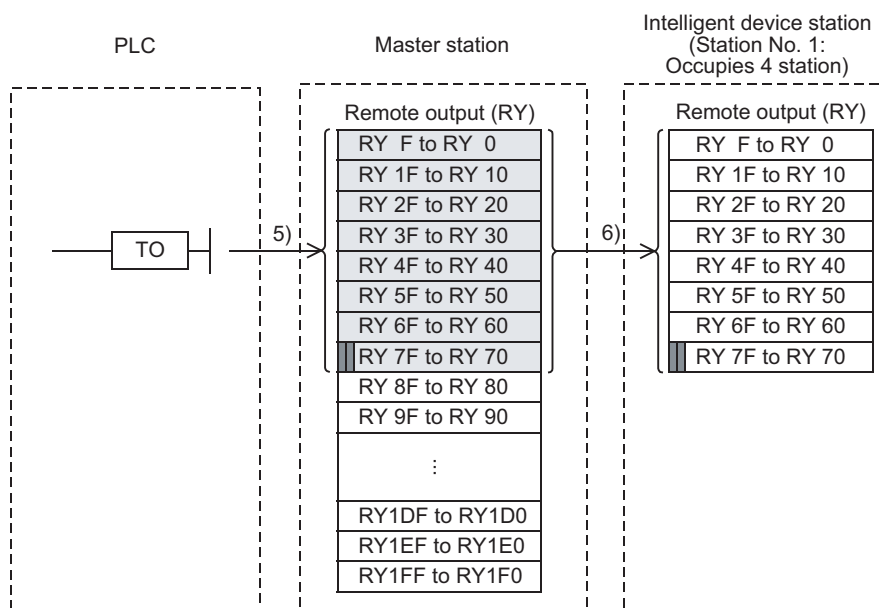 PLC
Master station
Intelligent device station
(Station No. 1:
Occupies 4 station)
Remote output (RY)
RY F to RY 0
RY 1F to RY 10
RY 2F to RY 20
RY 3F to RY 30
RY 4F to RY 40
RY 5F to RY 50
RY 6F to RY 60
RY 7F to RY 70
RY 8F to RY 80
RY 9F to RY 90
⋮
RY1DF to RY1D0
RY1EF to RY1E0
RY1FF to RY1F0
TO
5)
6)
Remote output (RY)
RY F to RY 0
RY 1F to RY 10
RY 2F to RY 20
RY 3F to RY 30
RY 4F to RY 40
RY 5F to RY 50
RY 6F to RY 60
RY 7F to RY 70